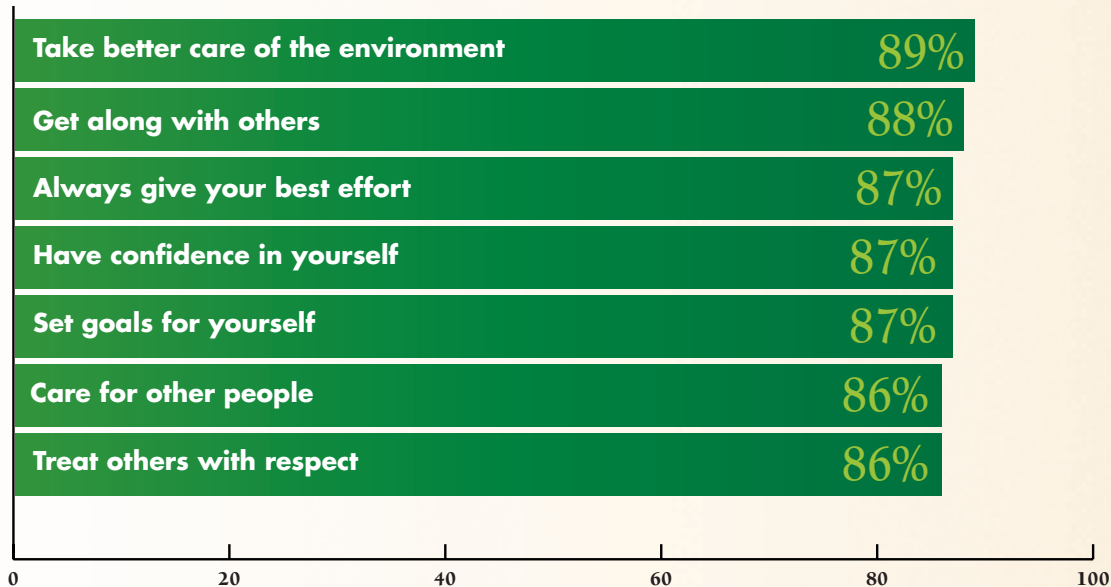 Take better care of the environment 89%
Get along with others 88%
Always give your best effort 87%
Have confidence in yourself 87%
Set goals for yourself 87%
Care for other people 86%
Treat others with respect 86%
0 20 40 60 80 100